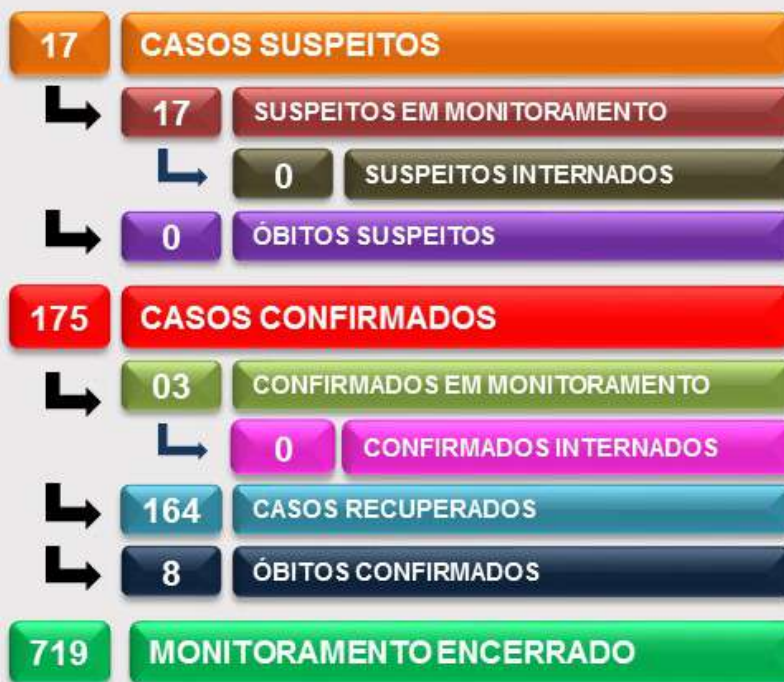 17 CASOS SUSPEITOS
17 SUSPEITOS EM MONITORAMENTO
0 SUSPEITOS INTERNADOS
0 ÓBITOS SUSPEITOS
175 CASOS CONFIRMADOS
03 CONFIRMADOS EM MONITORAMENTO
0 CONFIRMADOS INTERNADOS
164 CASOS RECUPERADOS
8 ÓBITOS CONFIRMADOS
719 MONITORAMENTO ENCERRADO